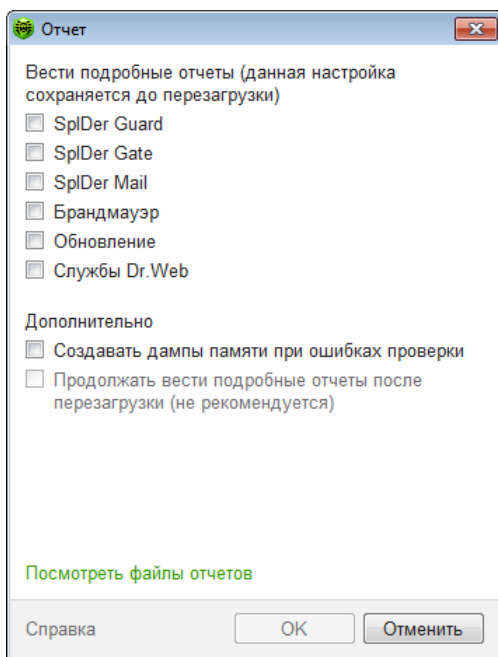 Отчет
Вести подробные отчеты (данная настройка
сохраняется до перезагрузки)
SpIDer Guard
SpIDer Gate
SpIDer Mail
Брандмауэр
Обновление
Службы Dr.Web
Дополнительно
Создавать дампы памяти при ошибках проверки
Продолжать вести подробные отчеты после
перезагрузки (не рекомендуется)
Посмотреть файлы отчетов
Справка
OK
Отменить